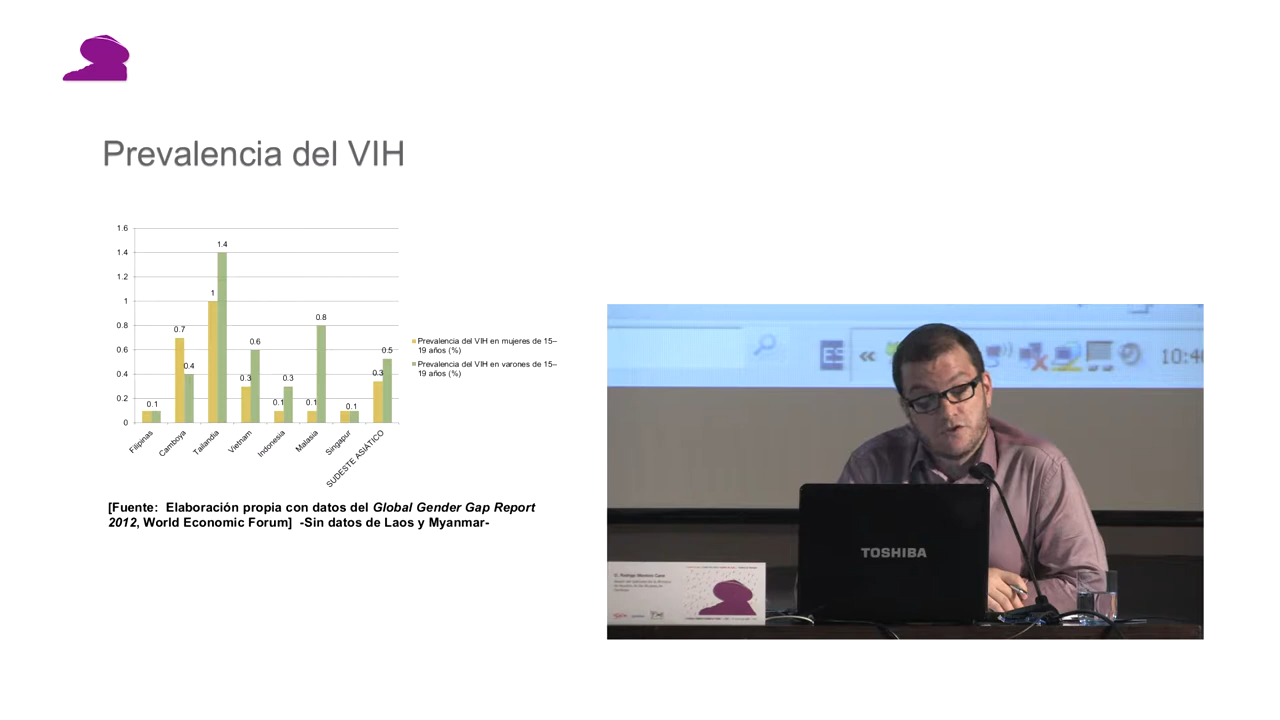 Prevalencia del VIH
1.6
1.4
1.2
1
0.8
0.6
0.4
0.2
0
0.1
0.7
0.4
1
1.4
0.3
0.6
0.1
0.3
0.1
0.8
0.1
0.3
0.5
Filipinas
Camboya
Tailandia
Vietnam
Indonesia
Malasia
Singapur
SUDESTE ASIÁTICO
Prevalencia del VIH en mujeres de 15–
19 años (%)
Prevalencia del VIH en varones de 15–
19 años (%)
[Fuente: Elaboración propia con datos del Global Gender Gap Report
2012, World Economic Forum] -Sin datos de Laos y Myanmar-
ES
«
TOSHIBA